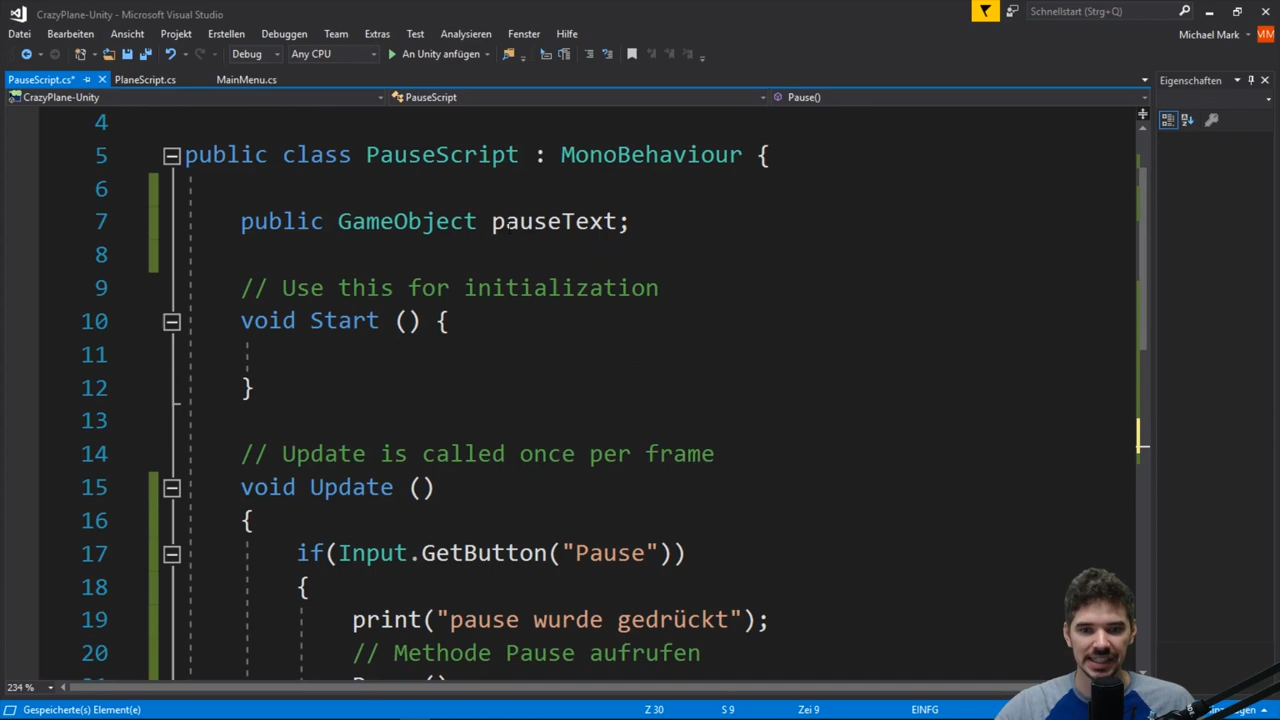 CrazyPlane-Unity - Microsoft Visual Studio
Schnellstart (Strg+Q)
Datei Bearbeiten Ansicht Projekt Erstellen Debuggen Team Extras Test Analysieren Fenster Hilfe
Michael Mark MM
Debug Any CPU An Unity anfügen
PauseScript.cs* PlaneScript.cs MainMenu.cs
Eigenschaften
CrazyPlane-Unity PauseScript Pause()
4
5 public class PauseScript : MonoBehaviour {
6
7 public GameObject pauseText;
8
9 // Use this for initialization
10 void Start () {
11
12 }
13
14 // Update is called once per frame
15 void Update ()
16 {
17 if(Input.GetButton("Pause"))
18 {
19 print("pause wurde gedrückt");
20 // Methode Pause aufrufen
234 %
Gespeicherte(s) Element(e) Z 30 S 9 Zei 9 EINFG